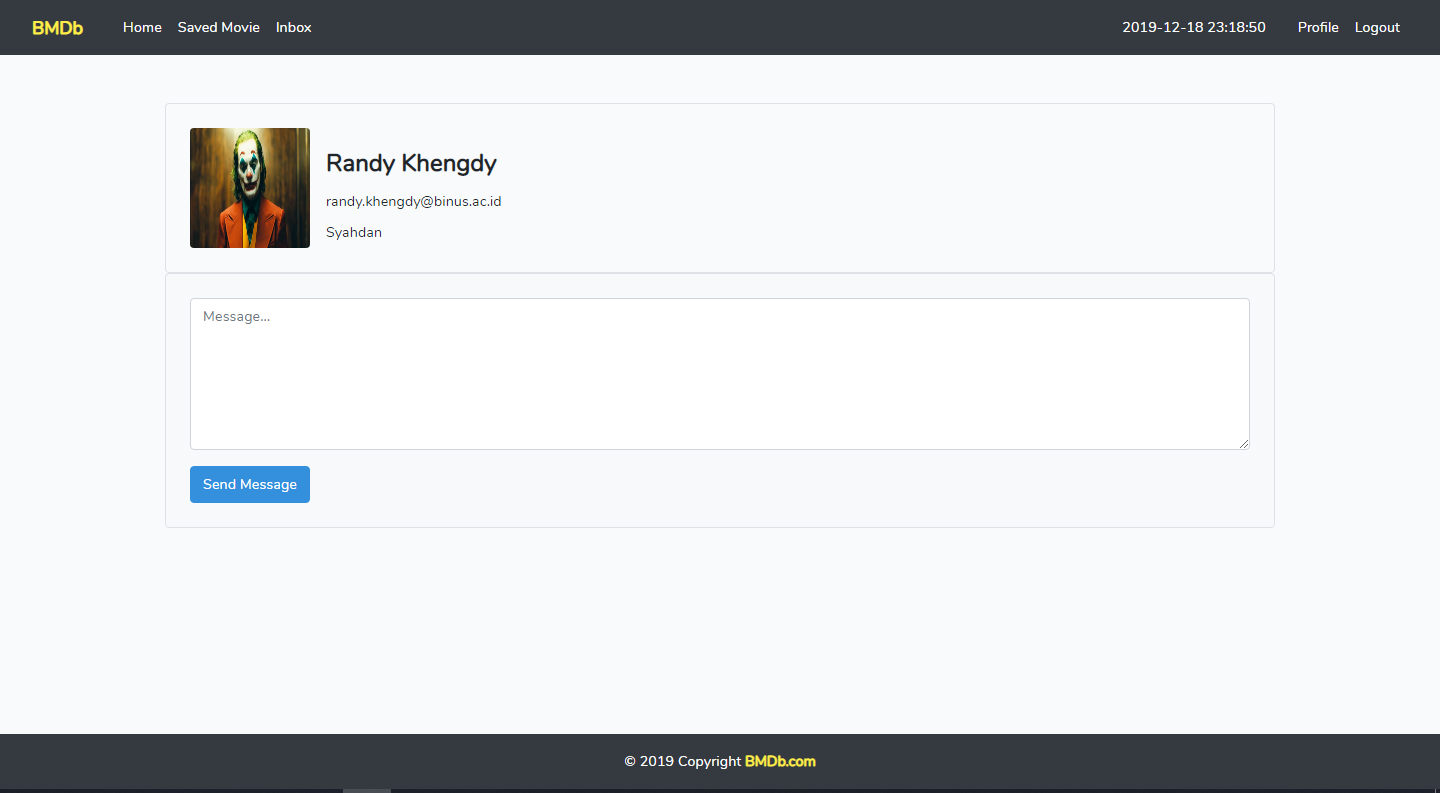 BMDb Home Saved Movie Inbox 2019-12-18 23:18:50 Profile Logout
Randy Khengdy
randy.khengdy@binus.ac.id
Syahdan
Message...
Send Message
© 2019 Copyright BMDb.com